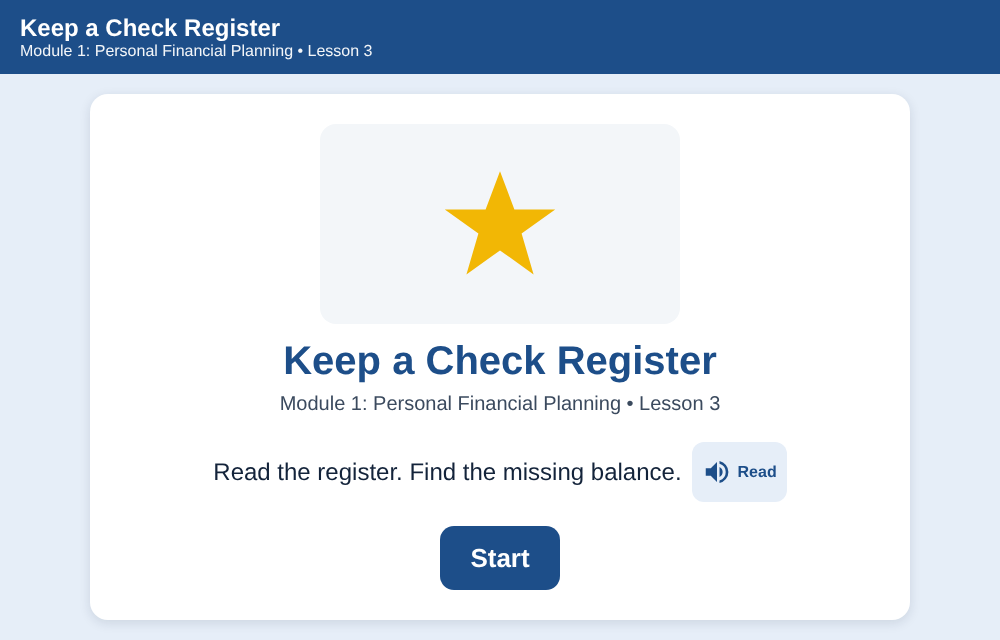 Keep a Check Register
Module 1: Personal Financial Planning • Lesson 3
Keep a Check Register
Module 1: Personal Financial Planning • Lesson 3
Read the register. Find the missing balance.
Read
Start